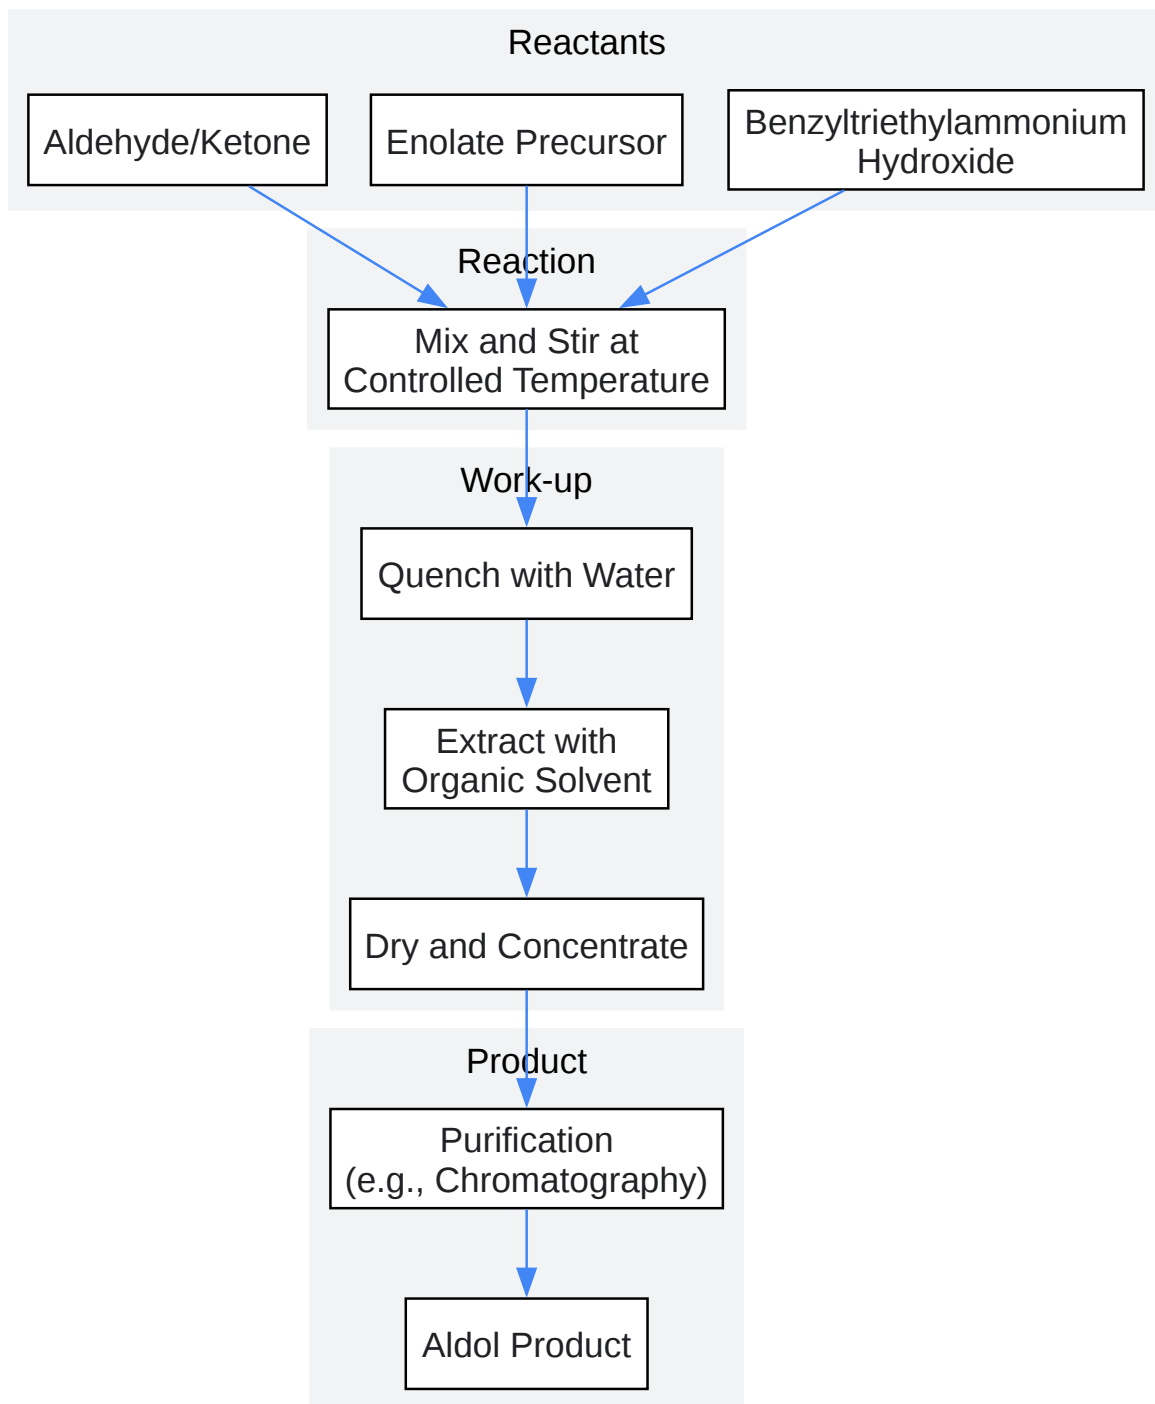 Reactants
Aldehyde/Ketone
Enolate Precursor
Benzyltriethylammonium
Hydroxide
Reaction
Mix and Stir at
Controlled Temperature
Work-up
Quench with Water
Extract with
Organic Solvent
Dry and Concentrate
Product
Purification
(e.g., Chromatography)
Aldol Product